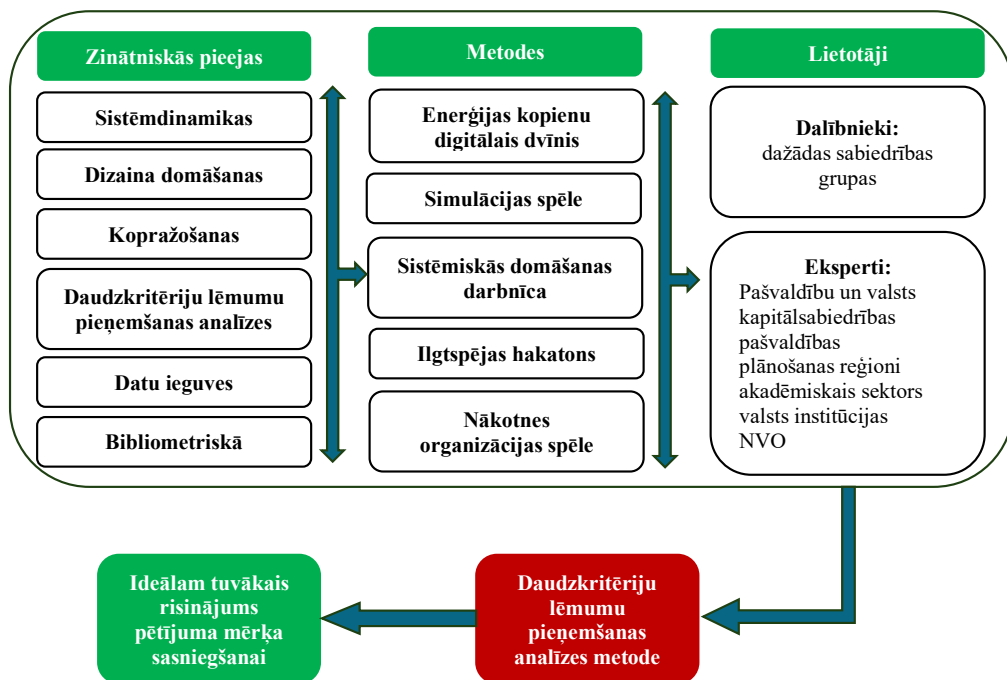 Zinātniskās pieejas
Sistēmdinamikas
Dizaina domāšanas
Kopražošanas
Daudzkritēriju lēmumu
pieņemšanas analīzes
Datu ieguves
Bibliometriskā
Metodes
Enerģijas kopienu
digitālais dvīnis
Simulācijas spēle
Sistēmiskās domāšanas
darbnīca
Ilgtspējas hakatons
Nākotnes
organizācijas spēle
Lietotāji
Dalībnieki:
dažādas sabiedrības
grupas
Eksperti:
Pašvaldību un valsts
kapitālsabiedrības
pašvaldības
plānošanas reģioni
akadēmiskais sektors
valsts institūcijas
NVO
Daudzkritēriju
lēmumu
pieņemšanas
analīzes metode
Ideālam tuvākais
risinājums
pētījuma mērķa
sasniegšanai